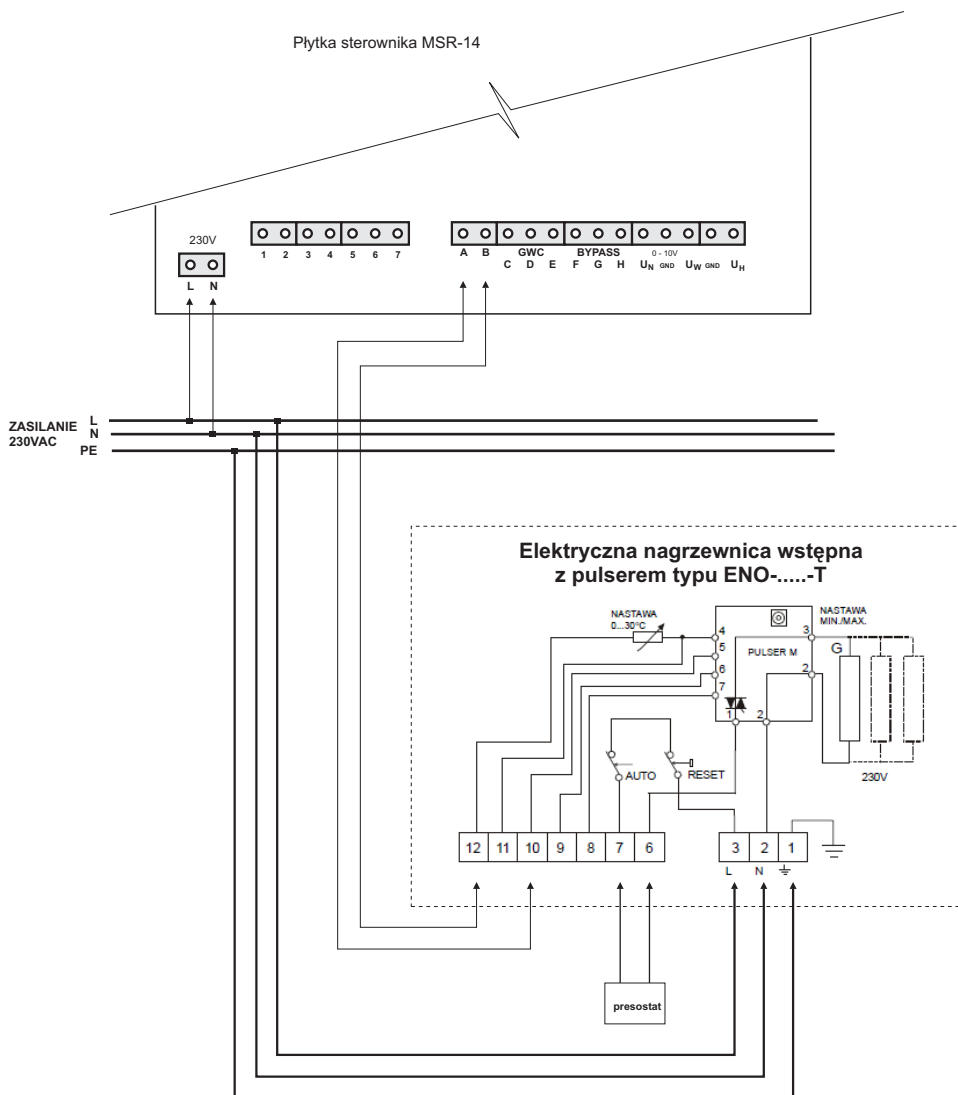 Płytka sterownika MSR-14
230V
L N
1 2 3 4 5 6 7
A B
GWC
C D E
BYPASS
F G H
0 - 10V
UN GND UW GND UH
ZASILANIE
230VAC
L
N
PE
Elektryczna nagrzewnica wstępna
z pulserem typu ENO-.....-T
NASTAWA
0...30°C
NASTAWA
MIN./MAX.
4
5
6
7
PULSER M
3
2
1
2
G
230V
AUTO
RESET
12 11 10 9 8 7 6
3 2 1
L N
presostat